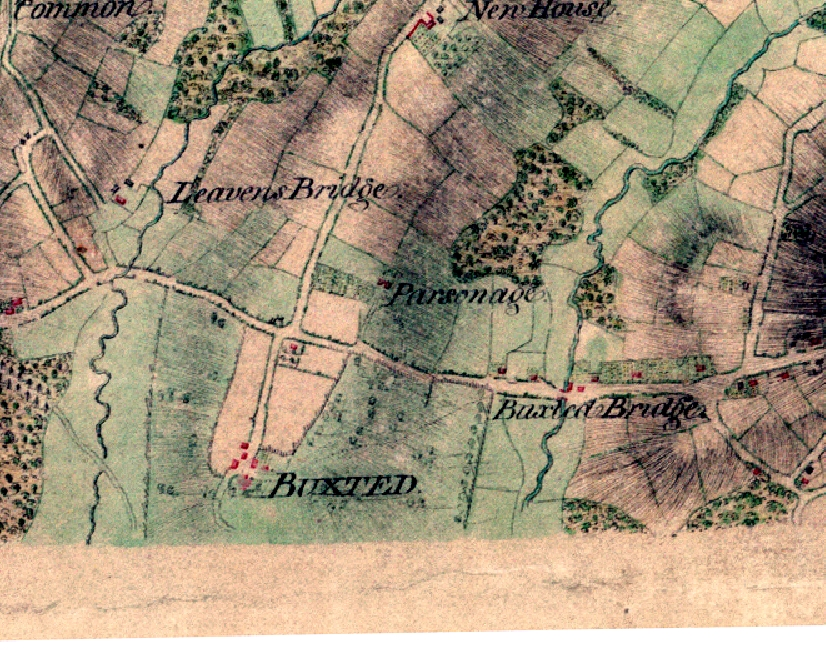 Common
New House
Leavens Bridge.
Parsonage.
Buxted Bridge.
BUXTED.